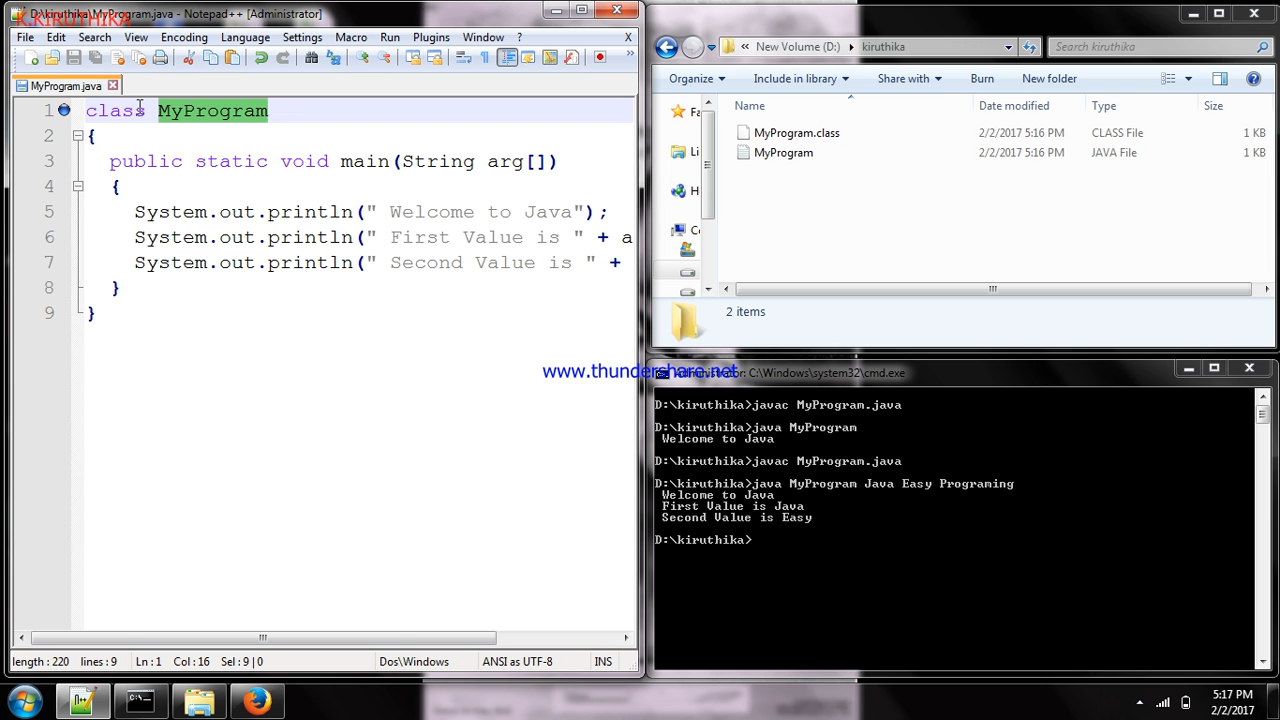 D:\kiruthika\MyProgram.java - Notepad++ [Administrator]
K.KIRUTHIKA
File Edit Search View Encoding Language Settings Macro Run Plugins Window ? X
MyProgram.java
1 class MyProgram
2 {
3 public static void main(String arg[])
4 {
5 System.out.println(" Welcome to Java");
6 System.out.println(" First Value is " + a
7 System.out.println(" Second Value is " +
8 }
9 }
length : 220 lines : 9 Ln : 1 Col : 16 Sel : 9 | 0 Dos\Windows ANSI as UTF-8 INS
New Volume (D:) kiruthika
Search kiruthika
Organize Include in library Share with Burn New folder
Name Date modified Type Size
MyProgram.class 2/2/2017 5:16 PM CLASS File 1 KB
MyProgram 2/2/2017 5:16 PM JAVA File 1 KB
Fa
Li
H
Co
2 items
www.thundershare.net
Administrator: C:\Windows\system32\cmd.exe
D:\kiruthika>javac MyProgram.java
D:\kiruthika>java MyProgram
Welcome to Java
D:\kiruthika>javac MyProgram.java
D:\kiruthika>java MyProgram Java Easy Programing
Welcome to Java
First Value is Java
Second Value is Easy
D:\kiruthika>
5:17 PM
2/2/2017